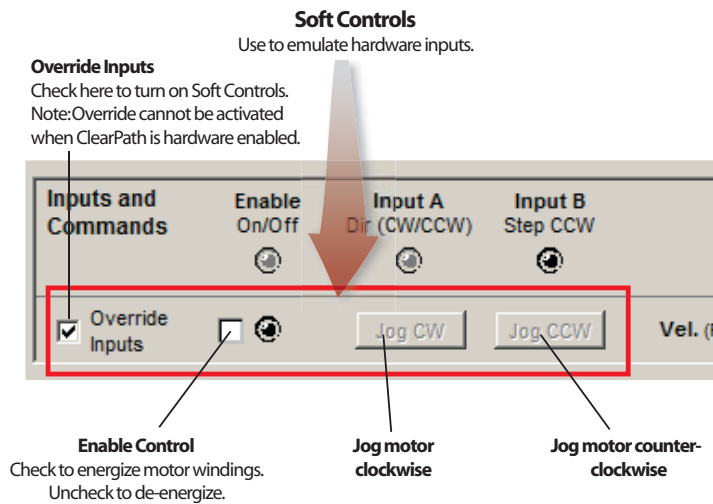 Soft Controls
Use to emulate hardware inputs.
Override Inputs
Check here to turn on Soft Controls.
Note: Override cannot be activated
when ClearPath is hardware enabled.
Inputs and
Commands
Enable
On/Off
Input A
Dir (CW/CCW)
Input B
Step CCW
Override
Inputs
Jog CW
Jog CCW
Vel.
Enable Control
Check to energize motor windings.
Uncheck to de-energize.
Jog motor
clockwise
Jog motor counter-
clockwise